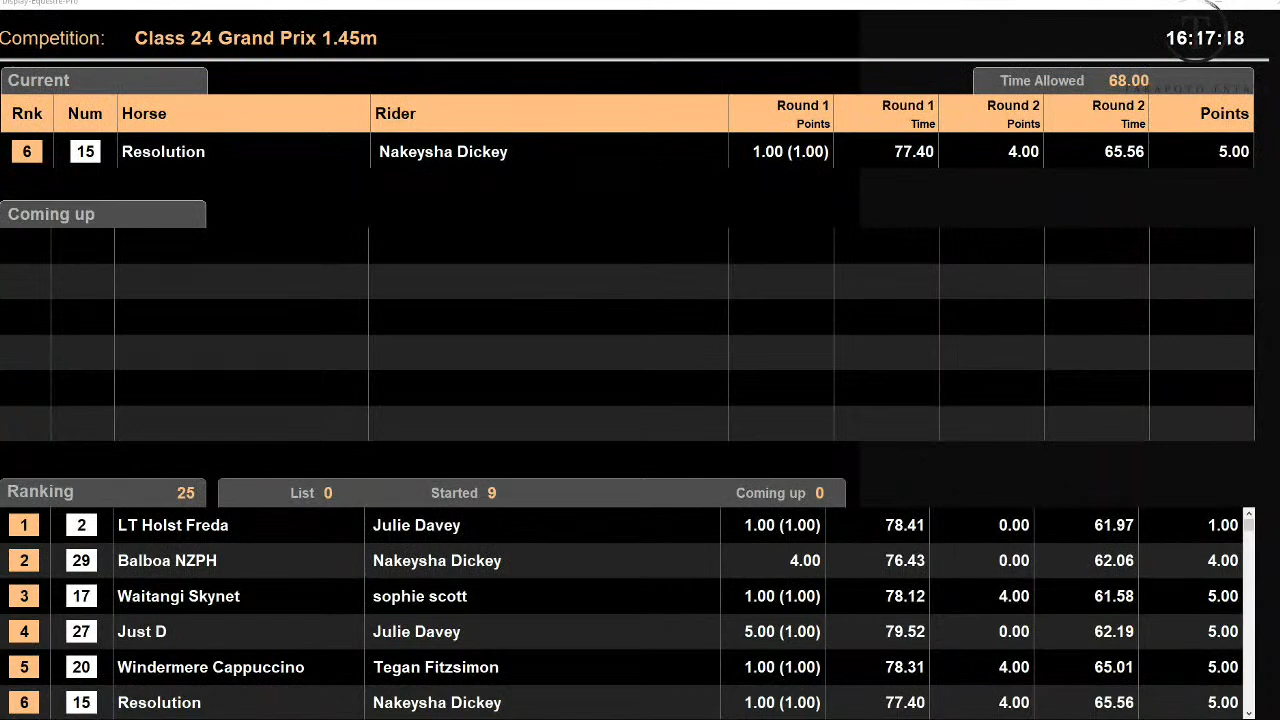 Display-Equestre-Pro
Competition: Class 24 Grand Prix 1.45m 16:17:18
Current Time Allowed 68.00
Rnk Num Horse Rider Round 1 Points Round 1 Time Round 2 Points Round 2 Time Points
6 15 Resolution Nakeysha Dickey 1.00 (1.00) 77.40 4.00 65.56 5.00
Coming up
Ranking 25 List 0 Started 9 Coming up 0
1 2 LT Holst Freda Julie Davey 1.00 (1.00) 78.41 0.00 61.97 1.00
2 29 Balboa NZPH Nakeysha Dickey 4.00 76.43 0.00 62.06 4.00
3 17 Waitangi Skynet sophie scott 1.00 (1.00) 78.12 4.00 61.58 5.00
4 27 Just D Julie Davey 5.00 (1.00) 79.52 0.00 62.19 5.00
5 20 Windermere Cappuccino Tegan Fitzsimon 1.00 (1.00) 78.31 4.00 65.01 5.00
6 15 Resolution Nakeysha Dickey 1.00 (1.00) 77.40 4.00 65.56 5.00